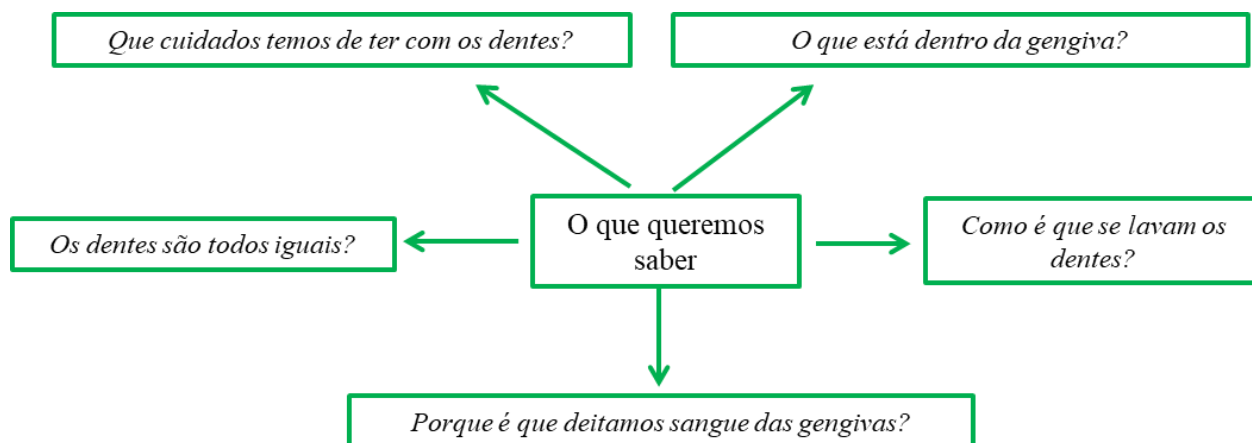 Que cuidados temos de ter com os dentes?
O que está dentro da gengiva?
Os dentes são todos iguais?
O que queremos
saber
Como é que se lavam os
dentes?
Porque é que deitamos sangue das gengivas?